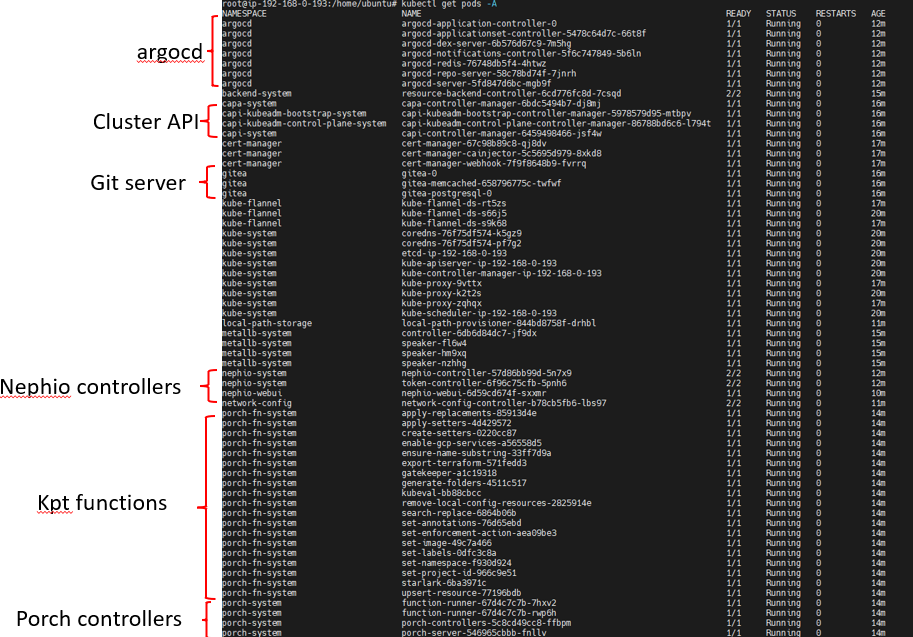 root@ip-192-168-0-193:/home/ubuntu# kubectl get pods -A
NAMESPACE NAME READY STATUS RESTARTS AGE
argocd argocd-application-controller-0 1/1 Running 0 12m
argocd argocd-applicationset-controller-5478c64d7c-66t8f 1/1 Running 0 12m
argocd argocd-dex-server-6b576d67c9-7m5hg 1/1 Running 0 12m
argocd
argocd argocd-notifications-controller-5f6c747849-5b6ln 1/1 Running 0 12m
argocd argocd-redis-76748db5f4-4htwz 1/1 Running 0 12m
argocd argocd-repo-server-58c78bd74f-7jnrh 1/1 Running 0 12m
argocd argocd-server-5fd847d6bc-mgb9f 1/1 Running 0 12m
backend-system resource-backend-controller-6cd776fc8d-7csqd 2/2 Running 0 15m
capa-system capa-controller-manager-6bdc5494b7-dj8mj 1/1 Running 0 16m
capi-kubeadm-bootstrap-system capi-kubeadm-bootstrap-controller-manager-5978579d95-mtbpv 1/1 Running 0 16m
Cluster API
capi-kubeadm-control-plane-system capi-kubeadm-control-plane-controller-manager-86788bd6c6-l794t 1/1 Running 0 16m
capi-system capi-controller-manager-6459498466-jsf4w 1/1 Running 0 16m
cert-manager cert-manager-67c98b89c8-qj8dv 1/1 Running 0 17m
cert-manager cert-manager-cainjector-5c5695d979-8xkd8 1/1 Running 0 17m
cert-manager cert-manager-webhook-7f9f8648b9-fvrrq 1/1 Running 0 17m
gitea gitea-0 1/1 Running 0 16m
Git server
gitea gitea-memcached-658796775c-twfwf 1/1 Running 0 16m
gitea gitea-postgresql-0 1/1 Running 0 16m
kube-flannel kube-flannel-ds-rt5zs 1/1 Running 0 17m
kube-flannel kube-flannel-ds-s66j5 1/1 Running 0 20m
kube-flannel kube-flannel-ds-s9k68 1/1 Running 0 17m
kube-system coredns-76f75df574-k5gz9 1/1 Running 0 20m
kube-system coredns-76f75df574-pf7g2 1/1 Running 0 20m
kube-system etcd-ip-192-168-0-193 1/1 Running 0 20m
kube-system kube-apiserver-ip-192-168-0-193 1/1 Running 0 20m
kube-system kube-controller-manager-ip-192-168-0-193 1/1 Running 0 20m
kube-system kube-proxy-9vttx 1/1 Running 0 17m
kube-system kube-proxy-k2t2s 1/1 Running 0 20m
kube-system kube-proxy-zqhqx 1/1 Running 0 17m
kube-system kube-scheduler-ip-192-168-0-193 1/1 Running 0 20m
local-path-storage local-path-provisioner-844bd8758f-drhbl 1/1 Running 0 11m
metallb-system controller-6db6d84dc7-jf9dx 1/1 Running 0 15m
metallb-system speaker-fl6w4 1/1 Running 0 15m
metallb-system speaker-hm9xq 1/1 Running 0 15m
metallb-system speaker-nzhhg 1/1 Running 0 15m
nephio-system nephio-controller-57d86bb99d-5n7x9 2/2 Running 0 12m
Nephio controllers
nephio-system token-controller-6f96c75cfb-5pnh6 2/2 Running 0 12m
nephio-webui nephio-webui-6d59cd674f-sxxmr 1/1 Running 0 10m
network-config network-config-controller-b78cb5fb6-lbs97 2/2 Running 0 11m
porch-fn-system apply-replacements-85913d4e 1/1 Running 0 14m
porch-fn-system apply-setters-4d429572 1/1 Running 0 14m
porch-fn-system create-setters-0220cc87 1/1 Running 0 14m
porch-fn-system enable-gcp-services-a56558d5 1/1 Running 0 14m
porch-fn-system ensure-name-substring-33ff7d9a 1/1 Running 0 14m
porch-fn-system export-terraform-571fedd3 1/1 Running 0 14m
porch-fn-system gatekeeper-a1c19318 1/1 Running 0 14m
porch-fn-system generate-folders-4511c517 1/1 Running 0 14m
porch-fn-system kubeval-bb88cbcc 1/1 Running 0 14m
Kpt functions
porch-fn-system remove-local-config-resources-2825914e 1/1 Running 0 14m
porch-fn-system search-replace-6864b06b 1/1 Running 0 14m
porch-fn-system set-annotations-76d65ebd 1/1 Running 0 14m
porch-fn-system set-enforcement-action-aea09be3 1/1 Running 0 14m
porch-fn-system set-image-49c7a466 1/1 Running 0 14m
porch-fn-system set-labels-0dfc3c8a 1/1 Running 0 14m
porch-fn-system set-namespace-f930d924 1/1 Running 0 14m
porch-fn-system set-project-id-966c9e51 1/1 Running 0 14m
porch-fn-system starlark-6ba3971c 1/1 Running 0 14m
porch-fn-system upsert-resource-77196bdb 1/1 Running 0 14m
porch-system function-runner-67d4c7c7b-7hxv2 1/1 Running 0 14m
porch-system function-runner-67d4c7c7b-rwp6h 1/1 Running 0 14m
Porch controllers
porch-system porch-controllers-5c8cd49cc8-ffbpm 1/1 Running 0 14m
porch-system porch-server-546965cbbb-fnllv 1/1 Running 0 14m